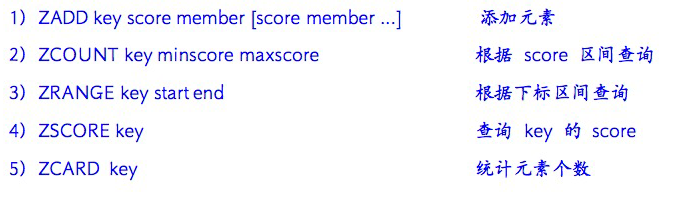 1）ZADD key score member [score member ...] 添加元素
2）ZCOUNT key minscore maxscore 根据 score 区间查询
3）ZRANGE key start end 根据下标区间查询
4）ZSCORE key 查询 key 的 score
5）ZCARD key 统计元素个数